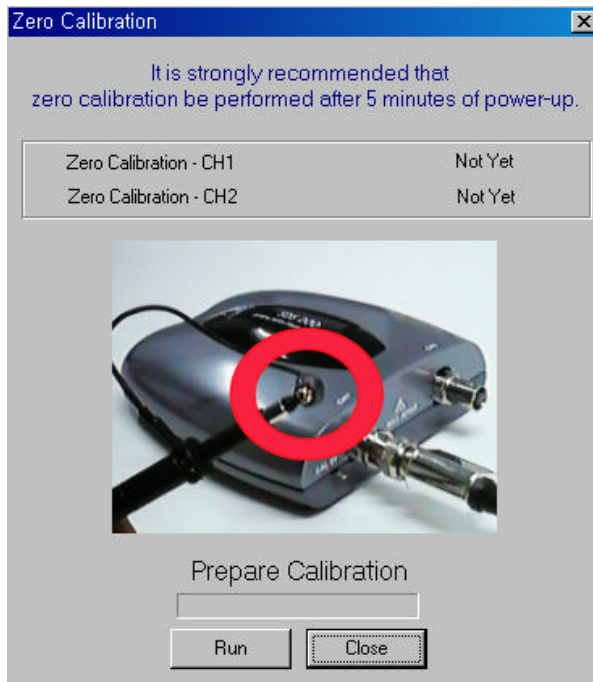 Zero Calibration
It is strongly recommended that
zero calibration be performed after 5 minutes of power-up.
Zero Calibration - CH1 Not Yet
Zero Calibration - CH2 Not Yet
Prepare Calibration
Run Close